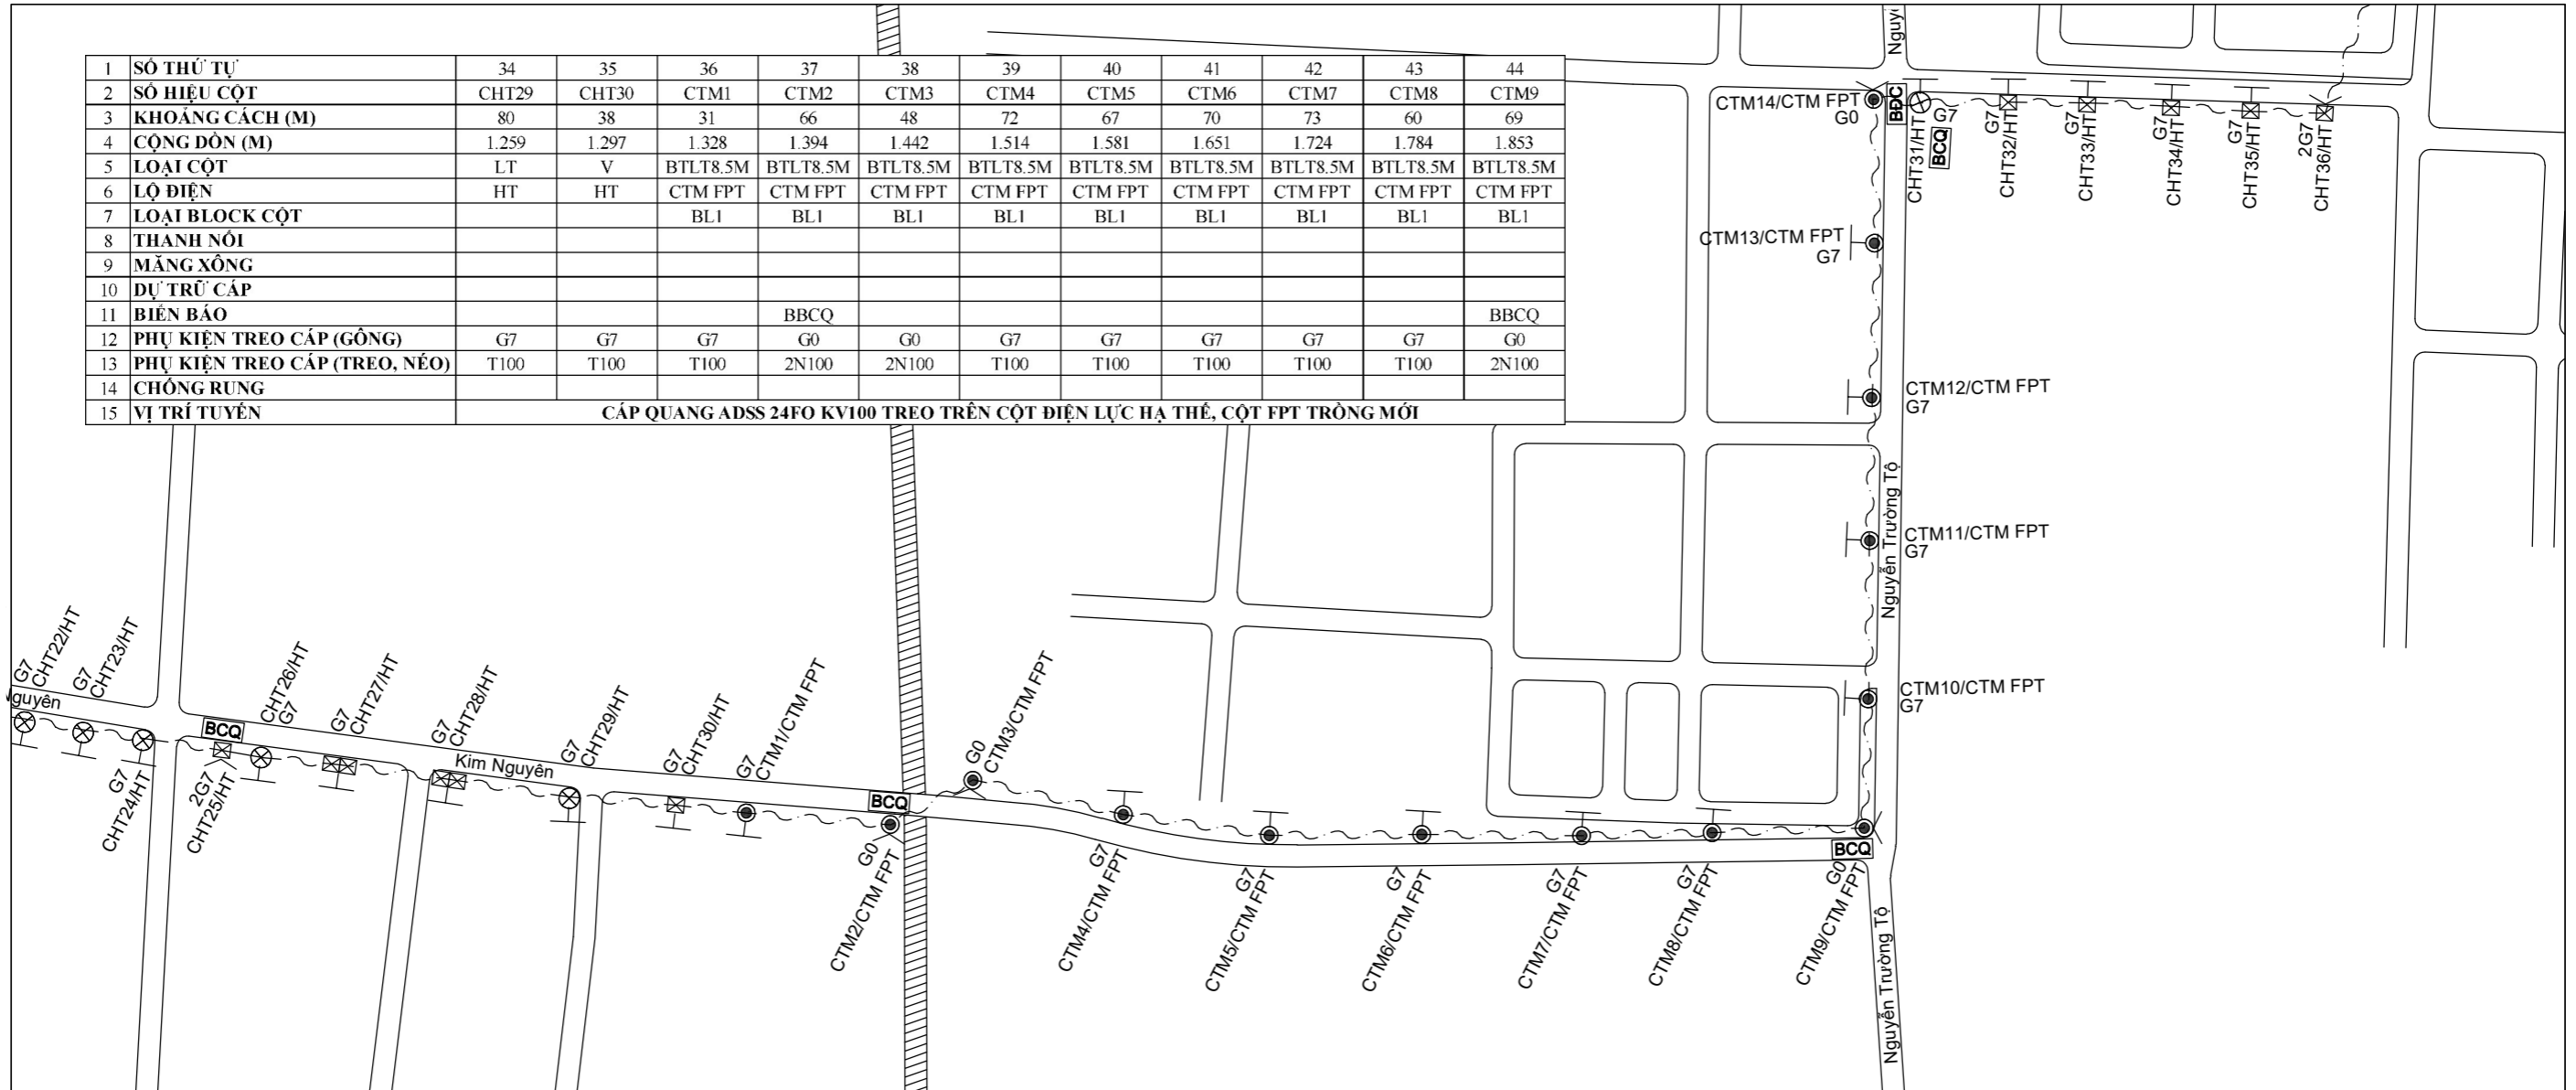 1 SỐ THỨ TỰ 34 35 36 37 38 39 40 41 42 43 44
2 SỐ HIỆU CỘT CHT29 CHT30 CTM1 CTM2 CTM3 CTM4 CTM5 CTM6 CTM7 CTM8 CTM9
3 KHOẢNG CÁCH (M) 80 38 31 66 48 72 67 70 73 60 69
4 CỘNG DỒN (M) 1.259 1.297 1.328 1.394 1.442 1.514 1.581 1.651 1.724 1.784 1.853
5 LOẠI CỘT LT V BTLT8.5M BTLT8.5M BTLT8.5M BTLT8.5M BTLT8.5M BTLT8.5M BTLT8.5M BTLT8.5M BTLT8.5M
6 LỘ ĐIỆN HT HT CTM FPT CTM FPT CTM FPT CTM FPT CTM FPT CTM FPT CTM FPT CTM FPT CTM FPT
7 LOẠI BLOCK CỘT BL1 BL1 BL1 BL1 BL1 BL1 BL1 BL1 BL1
8 THANH NỐI
9 MĂNG XÔNG
10 DỰ TRỮ CÁP
11 BIỂN BÁO BBCQ BBCQ
12 PHỤ KIỆN TREO CÁP (GÔNG) G7 G7 G7 G0 G0 G7 G7 G7 G7 G7 G0
13 PHỤ KIỆN TREO CÁP (TREO, NÉO) T100 T100 T100 2N100 2N100 T100 T100 T100 T100 T100 2N100
14 CHỐNG RUNG
15 VỊ TRÍ TUYẾN CÁP QUANG ADSS 24FO KV100 TREO TRÊN CỘT ĐIỆN LỰC HẠ THẾ, CỘT FPT TRỒNG MỚI
CTM14/CTM FPT
G0
BĐC
G7
CHT31/HT
BCQ
G7
CHT32/HT
G7
CHT33/HT
G7
CHT34/HT
G7
CHT35/HT
2G7
CHT36/HT
CTM13/CTM FPT
G7
CTM12/CTM FPT
G7
Nguyễn Trường Tộ
CTM11/CTM FPT
G7
CTM10/CTM FPT
G7
G7
CHT22/HT
G7
CHT23/HT
guyên
G7
CHT24/HT
BCQ
2G7
CHT25/HT
CHT26/HT
G7
G7
CHT27/HT
G7
CHT28/HT
Kim Nguyên
G7
CHT29/HT
G7
CHT30/HT
G7
CTM1/CTM FPT
BCQ
G0
CTM2/CTM FPT
G0
CTM3/CTM FPT
G7
CTM4/CTM FPT
G7
CTM5/CTM FPT
G7
CTM6/CTM FPT
G7
CTM7/CTM FPT
G7
CTM8/CTM FPT
BCQ
G0
CTM9/CTM FPT
Nguyễn Trường Tộ